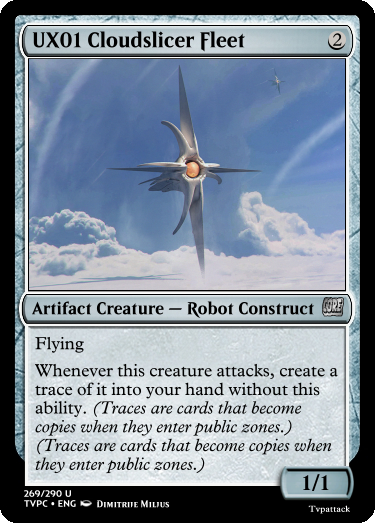 UX01 Cloudslicer Fleet 2
CORE
Artifact Creature — Robot Construct
Flying
Whenever this creature attacks, create a
trace of it into your hand without this
ability. (Traces are cards that become
copies when they enter public zones.)
(Traces are cards that become copies when
they enter public zones.)
1/1
269/290 U
TVPC • ENG Dimitrije Milius
Tvpattack